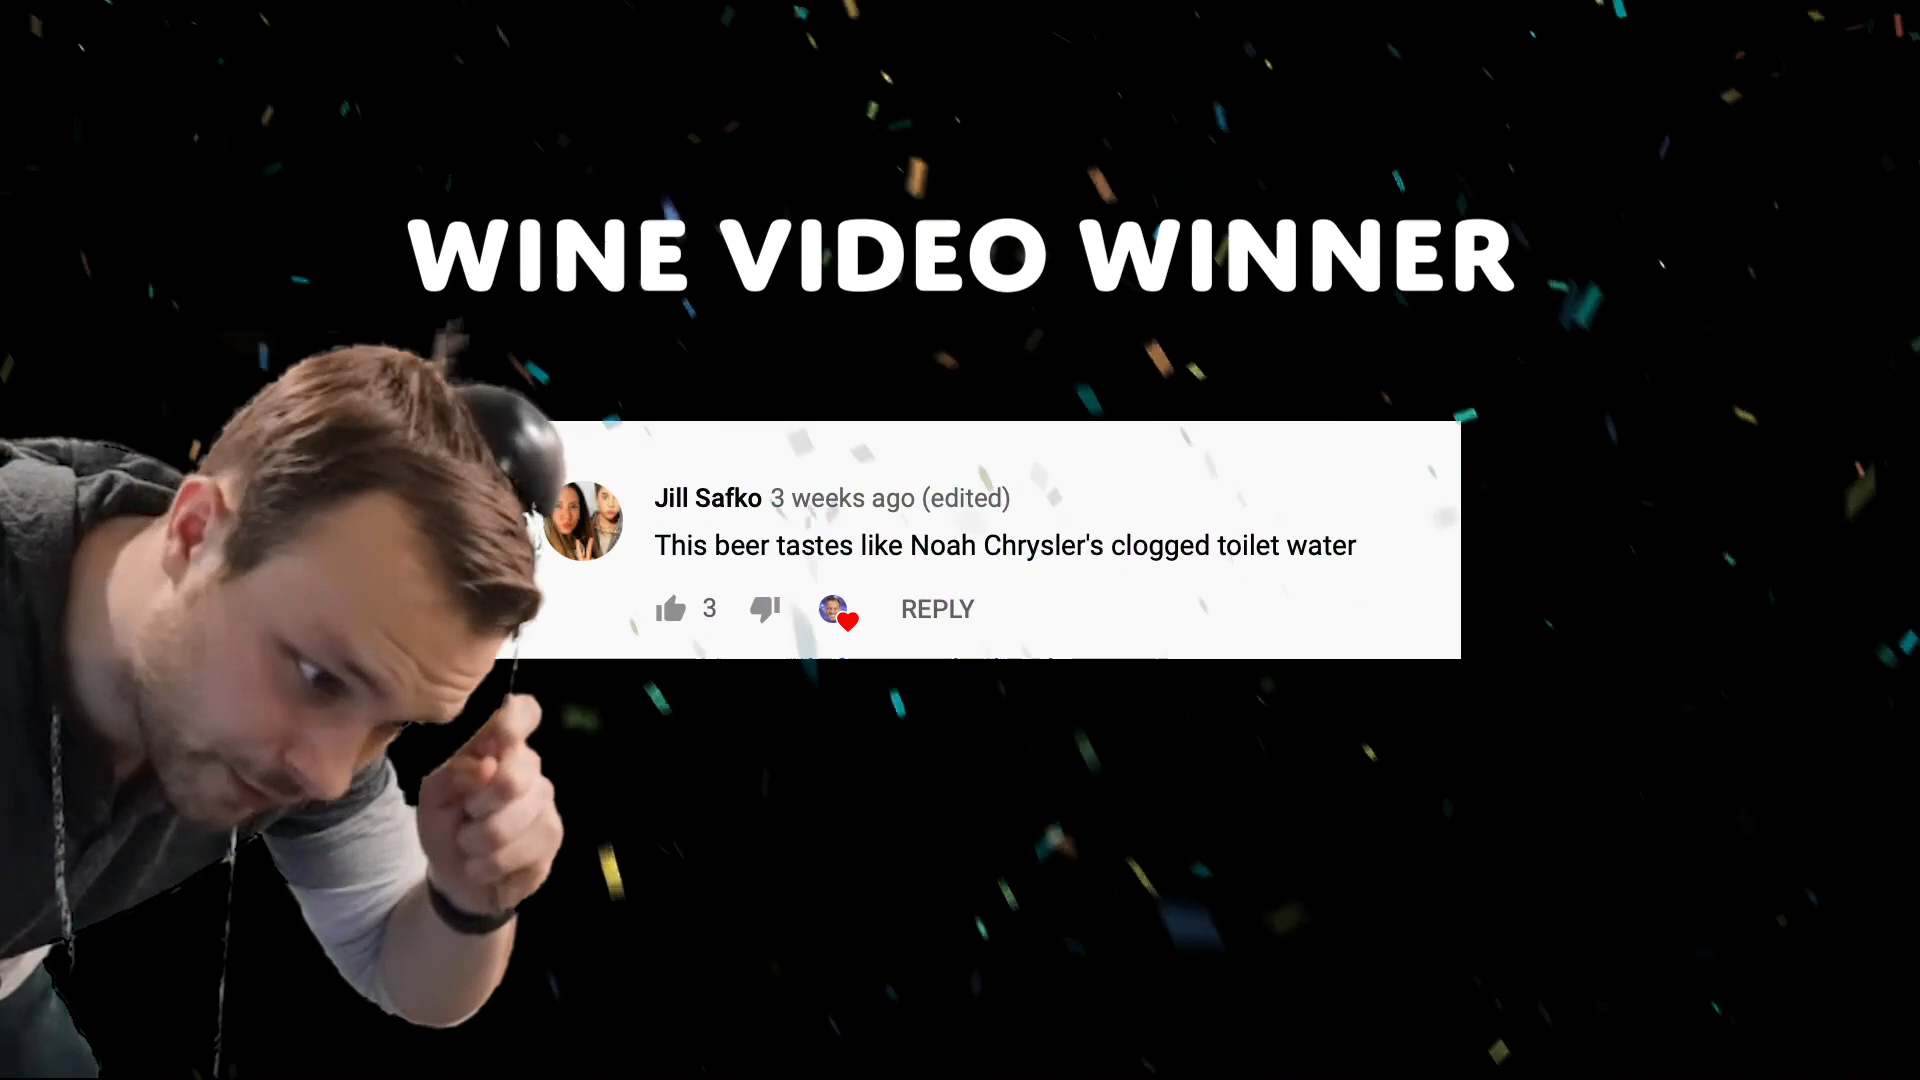 WINE VIDEO WINNER
Jill Safko 3 weeks ago (edited)
This beer tastes like Noah Chrysler's clogged toilet water
3 REPLY